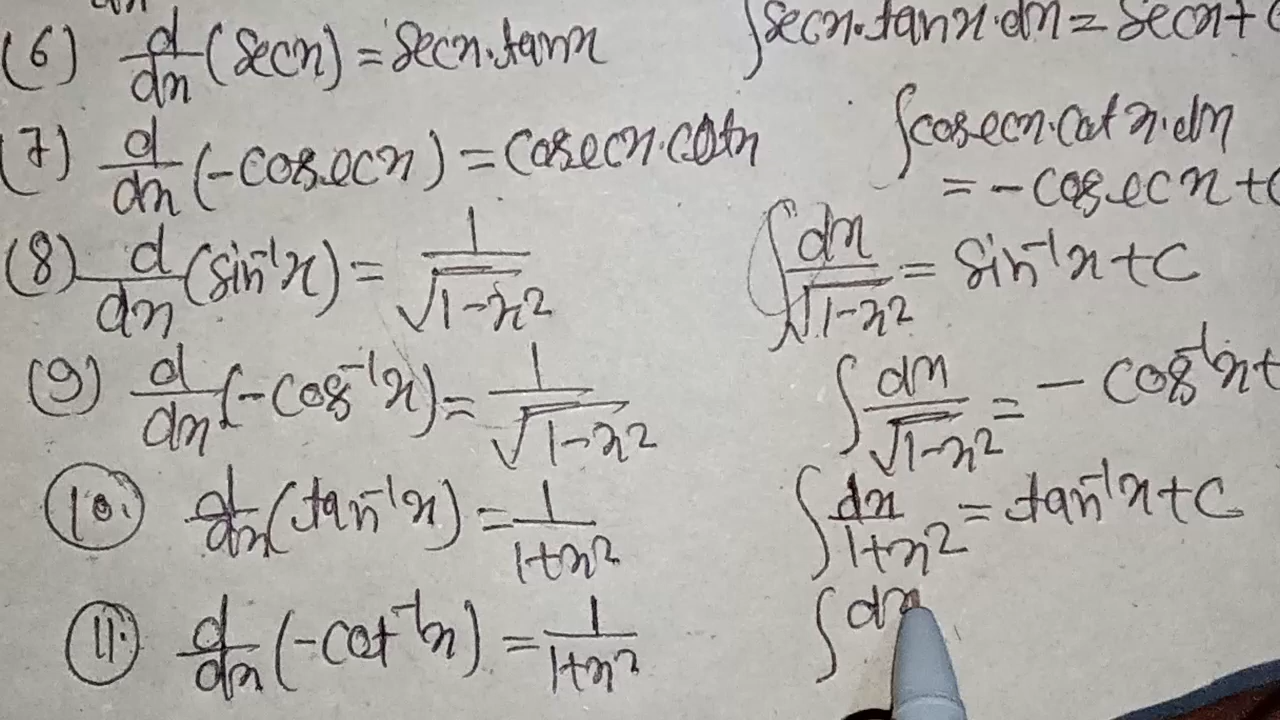 (6) d/dx (secx) = secx.tanx ∫secx.tanx.dx = secx+c
(7) d/dx (-cosecx) = cosecx.cotx ∫cosecx.cotx.dx
= -cosecx+c
(8) d/dx (sin⁻¹x) = 1/√1-x² ∫dx/√1-x² = sin⁻¹x+c
(9) d/dx (-cos⁻¹x) = 1/√1-x² ∫dx/√1-x² = -cos⁻¹x+
10. d/dx (tan⁻¹x) = 1/1+x² ∫dx/1+x² = tan⁻¹x+c
11. d/dx (-cot⁻¹x) = 1/1+x² ∫dx